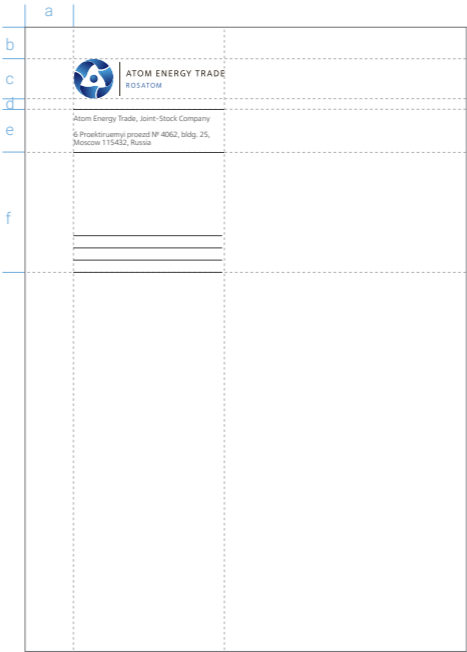 a
b
c
ATOM ENERGY TRADE
ROSATOM
d
Atom Energy Trade, Joint-Stock Company
e
6 Proektiruemyi proezd № 4062, bldg. 25,
Moscow 115432, Russia
f